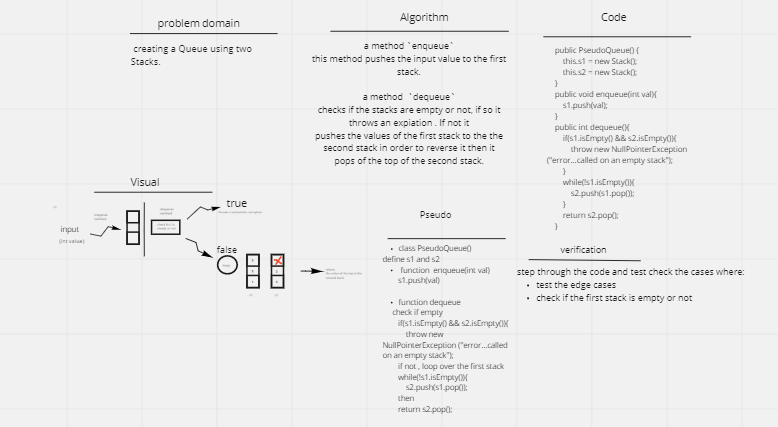 problem domain
creating a Queue using two
Stacks.
Algorithm
a method `enqueue`
this method pushes the input value to the first
stack.
a method `dequeue`
checks if the stacks are empty or not, if so it
throws an expiation . If not it
pushes the values of the first stack to the the
second stack in order to reverse it then it
pops of the top of the second stack.
Code
public PseudoQueue() {
this.s1 = new Stack();
this.s2 = new Stack();
}
public void enqueue(int val){
s1.push(val);
}
public int dequeue(){
if(s1.isEmpty() && s2.isEmpty()){
throw new NullPointerException
("error...called on an empty stack");
}
while(!s1.isEmpty()){
s2.push(s1.pop());
}
return s2.pop();
}
Visual
input
(int value)
true
false
Pseudo
• class PseudoQueue()
define s1 and s2
• function enqueue(int val)
s1.push(val)
• function dequeue
check if empty
if(s1.isEmpty() && s2.isEmpty()){
throw new
NullPointerException ("error...called
on an empty stack");
if not , loop over the first stack
while(!s1.isEmpty()){
s2.push(s1.pop());
then
return s2.pop();
verification
step through the code and test check the cases where:
• test the edge cases
• check if the first stack is empty or not